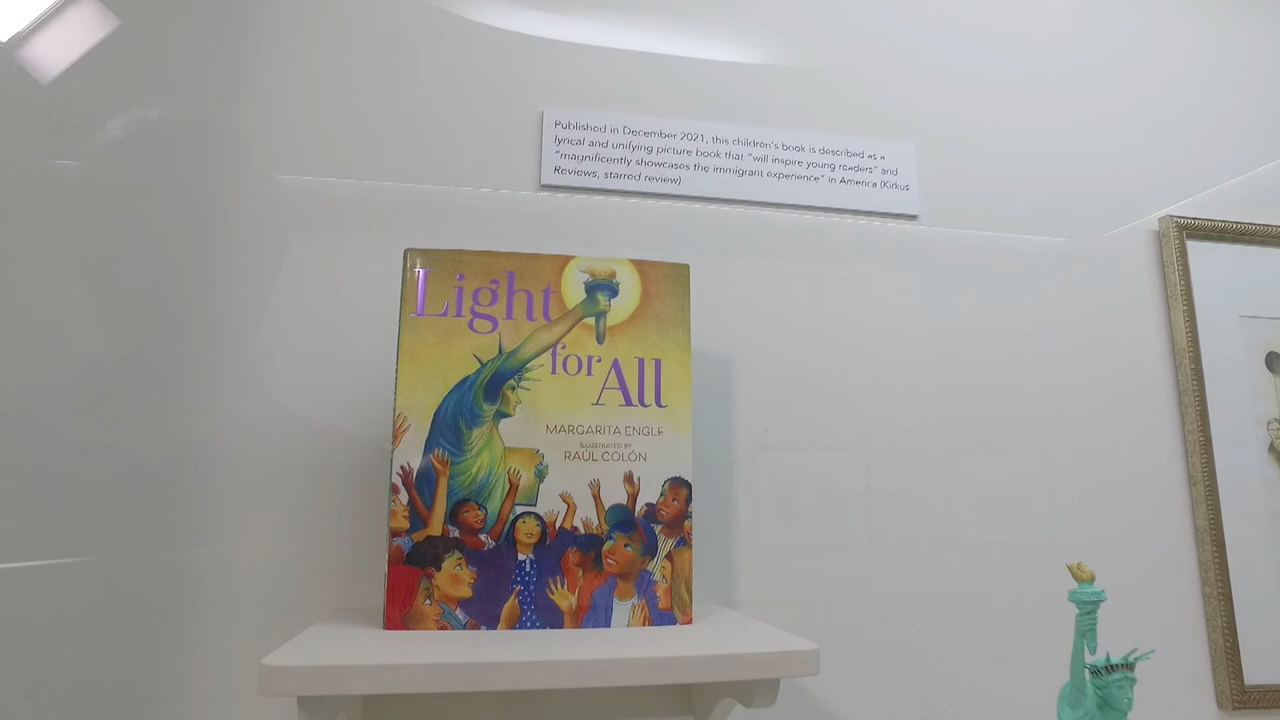 Published in December 2021, this children's book is described as a
lyrical and unifying picture book that "will inspire young readers" and
"magnificently showcases the immigrant experience" in America (Kirkus
Reviews, starred review).
Light
for All
MARGARITA ENGLE
ILLUSTRATED BY
RAÚL COLÓN